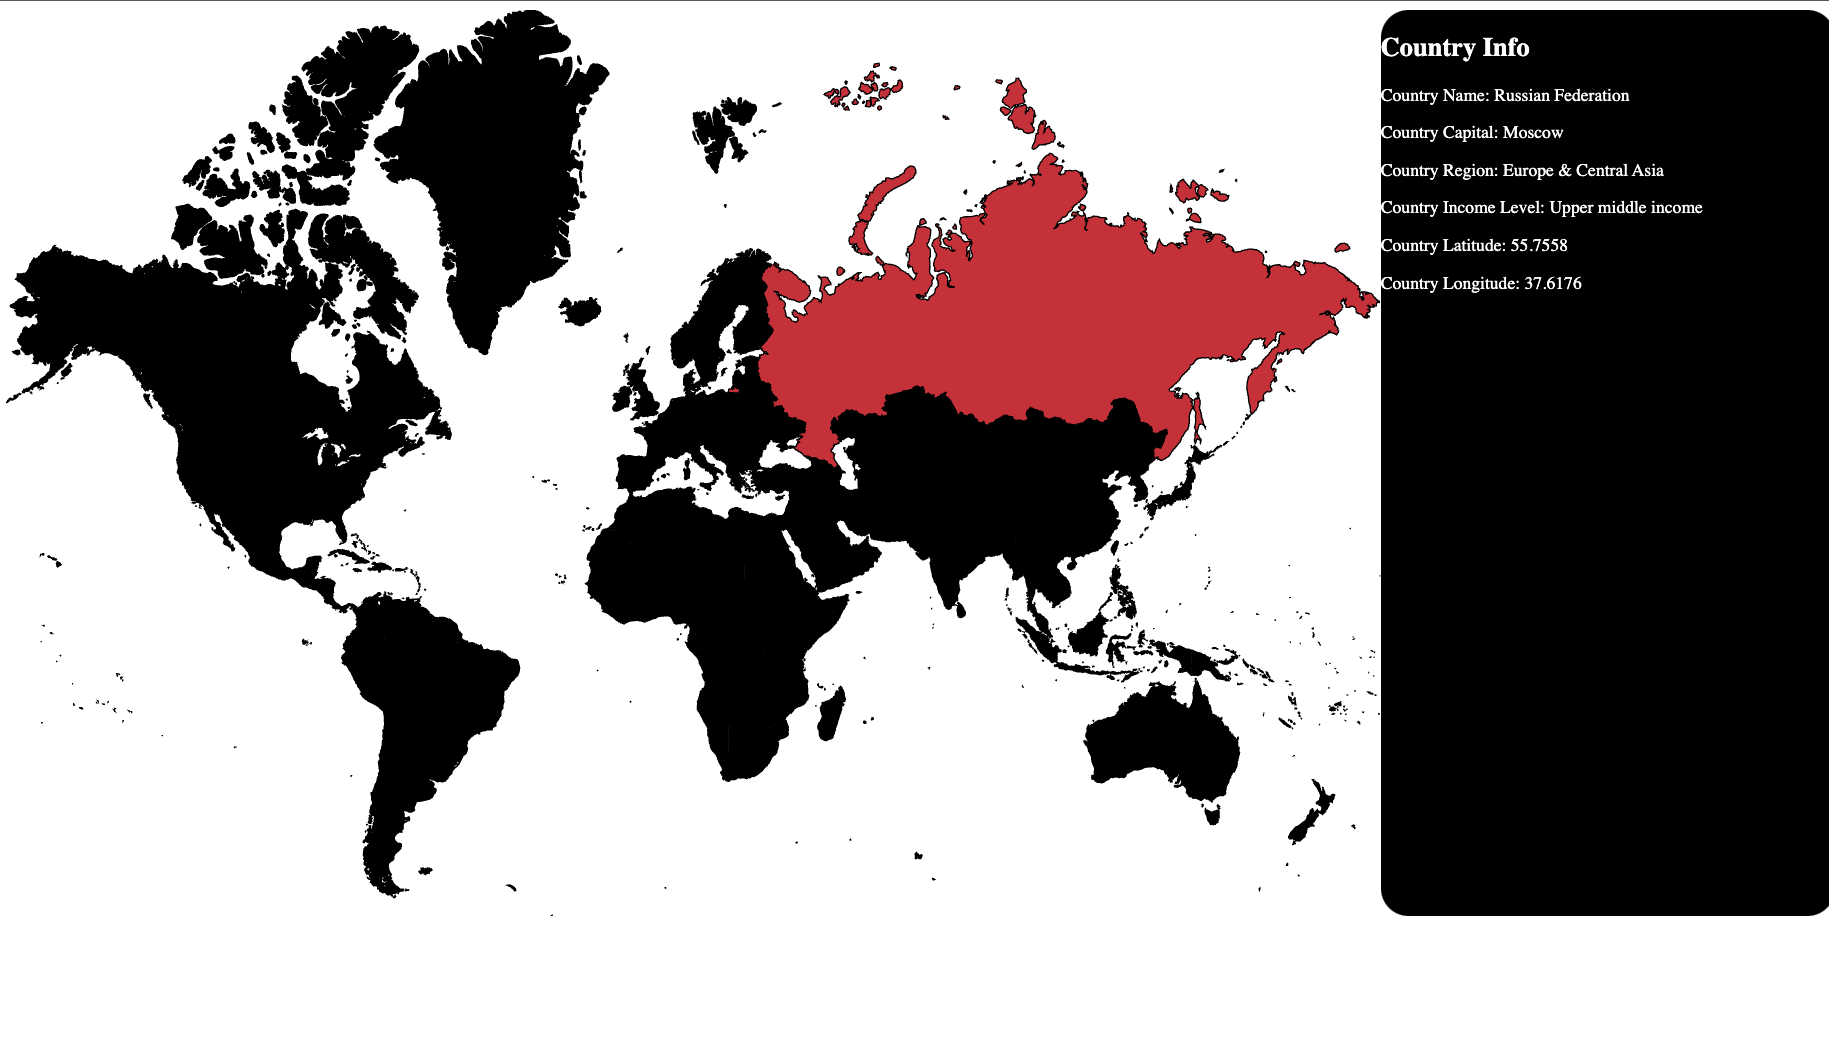 Country Info
Country Name: Russian Federation
Country Capital: Moscow
Country Region: Europe & Central Asia
Country Income Level: Upper middle income
Country Latitude: 55.7558
Country Longitude: 37.6176